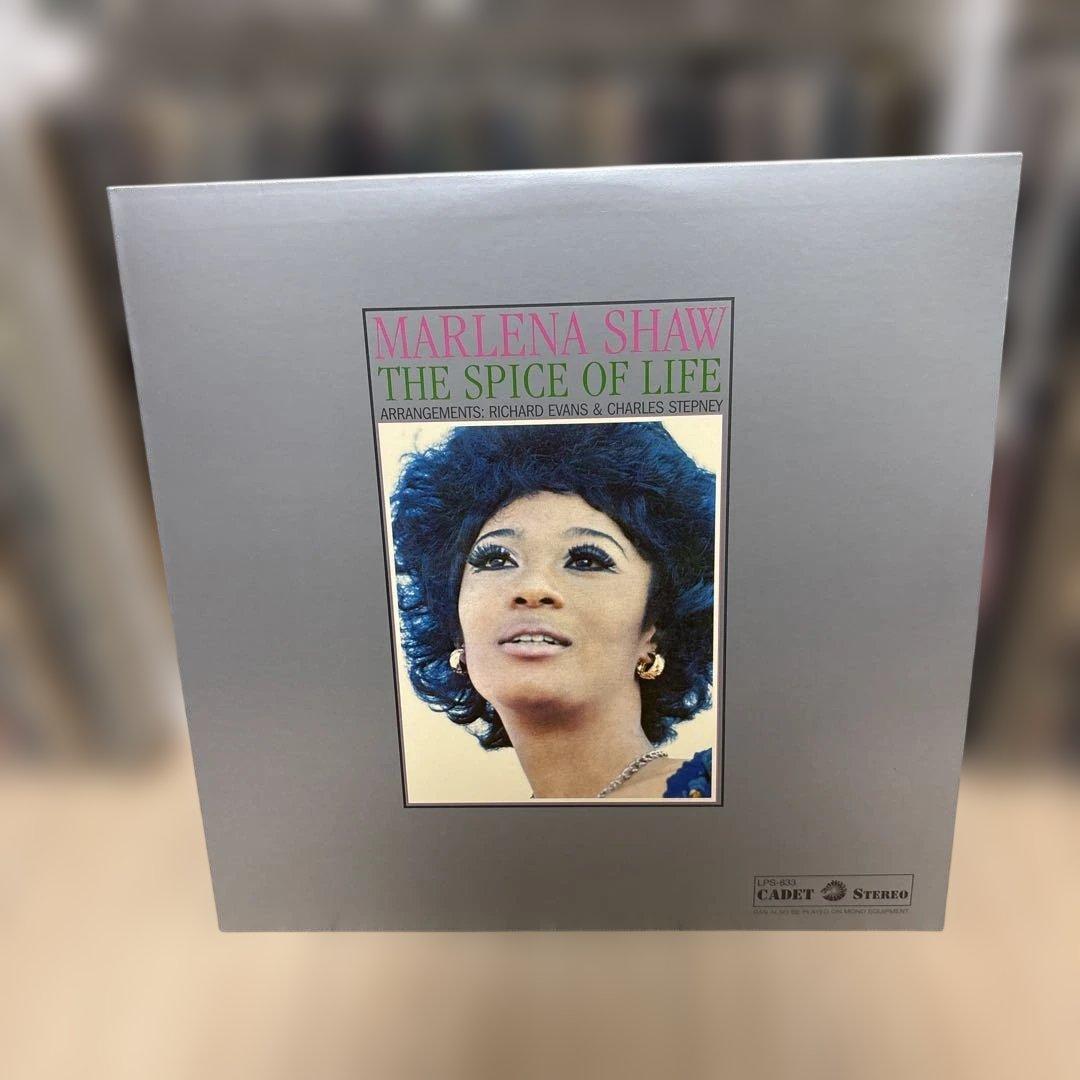 MARLENA SHAW
THE SPICE OF LIFE
ARRANGEMENTS: RICHARD EVANS & CHARLES STEPNEY
LPS-833
CADET STEREO
CAN ALSO BE PLAYED ON MONO EQUIPMENT